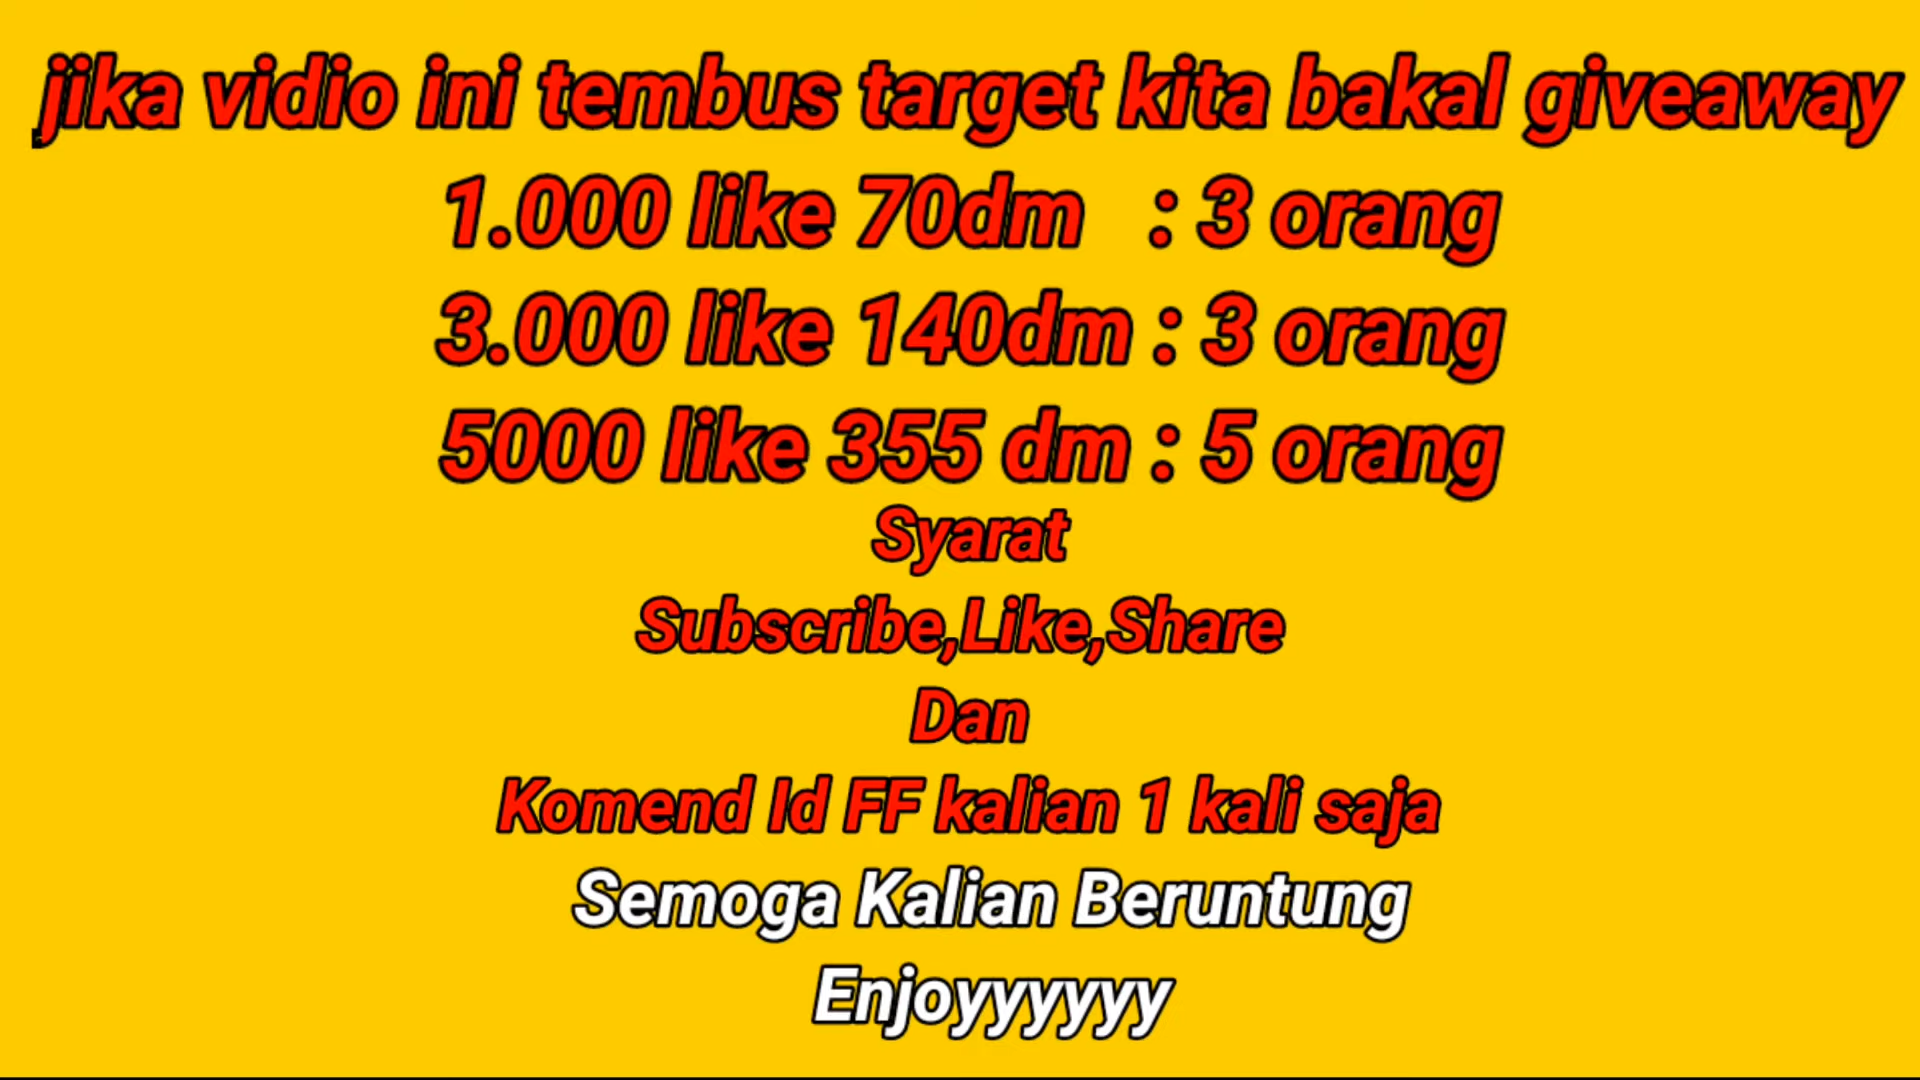 jika vidio ini tembus target kita bakal giveaway
1.000 like 70dm : 3 orang
3.000 like 140dm : 3 orang
5000 like 355 dm : 5 orang
Syarat
Subscribe,Like,Share
Dan
Komend Id FF kalian 1 kali saja
Semoga Kalian Beruntung
Enjoyyyyyy